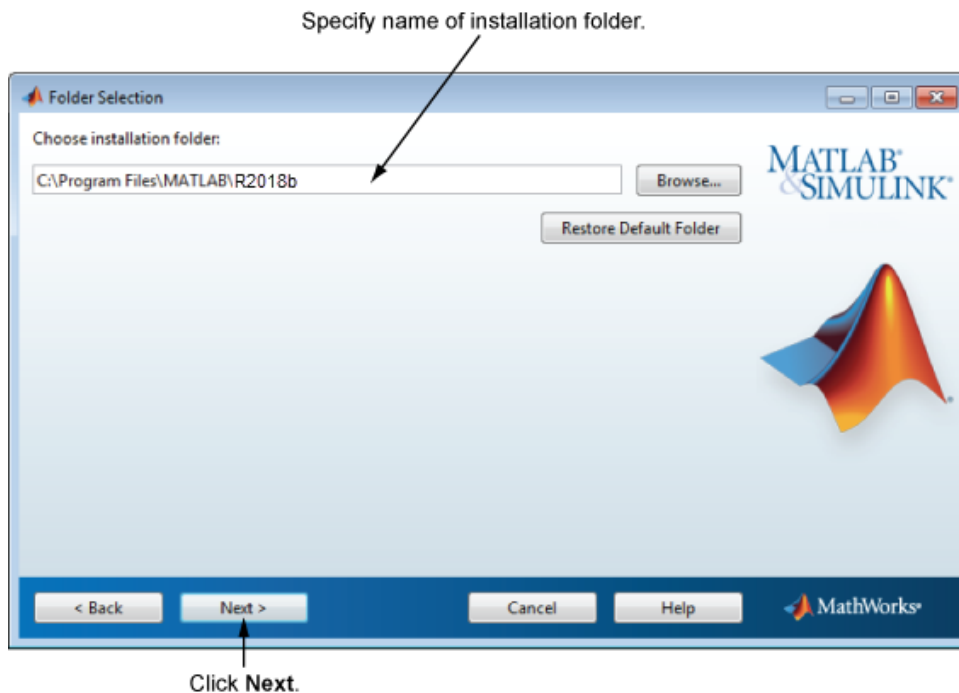 Specify name of installation folder.
Folder Selection
Choose installation folder:
C:\Program Files\MATLAB\R2018b
Browse...
MATLAB®
&SIMULINK®
Restore Default Folder
< Back
Next >
Cancel
Help
MathWorks®
Click Next.